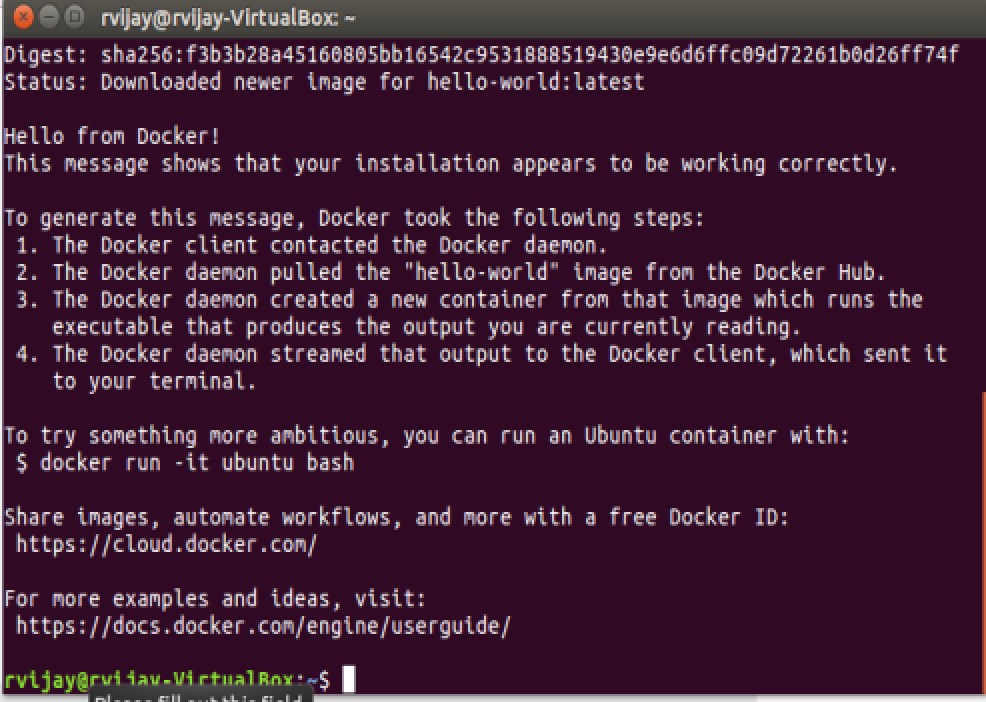 rvijay@rvijay-VirtualBox: ~
Digest: sha256:f3b3b28a45160805bb16542c9531888519430e9e6d6ffc09d72261b0d26ff74f
Status: Downloaded newer image for hello-world:latest
Hello from Docker!
This message shows that your installation appears to be working correctly.
To generate this message, Docker took the following steps:
1. The Docker client contacted the Docker daemon.
2. The Docker daemon pulled the "hello-world" image from the Docker Hub.
3. The Docker daemon created a new container from that image which runs the
executable that produces the output you are currently reading.
4. The Docker daemon streamed that output to the Docker client, which sent it
to your terminal.
To try something more ambitious, you can run an Ubuntu container with:
$ docker run -it ubuntu bash
Share images, automate workflows, and more with a free Docker ID:
https://cloud.docker.com/
For more examples and ideas, visit:
https://docs.docker.com/engine/userguide/
rvijay@rvijay-VirtualBox:~$
Please fill out this field